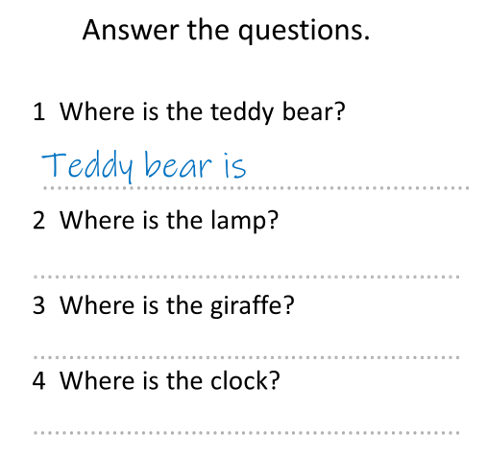 Answer the questions.
1 Where is the teddy bear?
Teddy bear is
2 Where is the lamp?
3 Where is the giraffe?
4 Where is the clock?